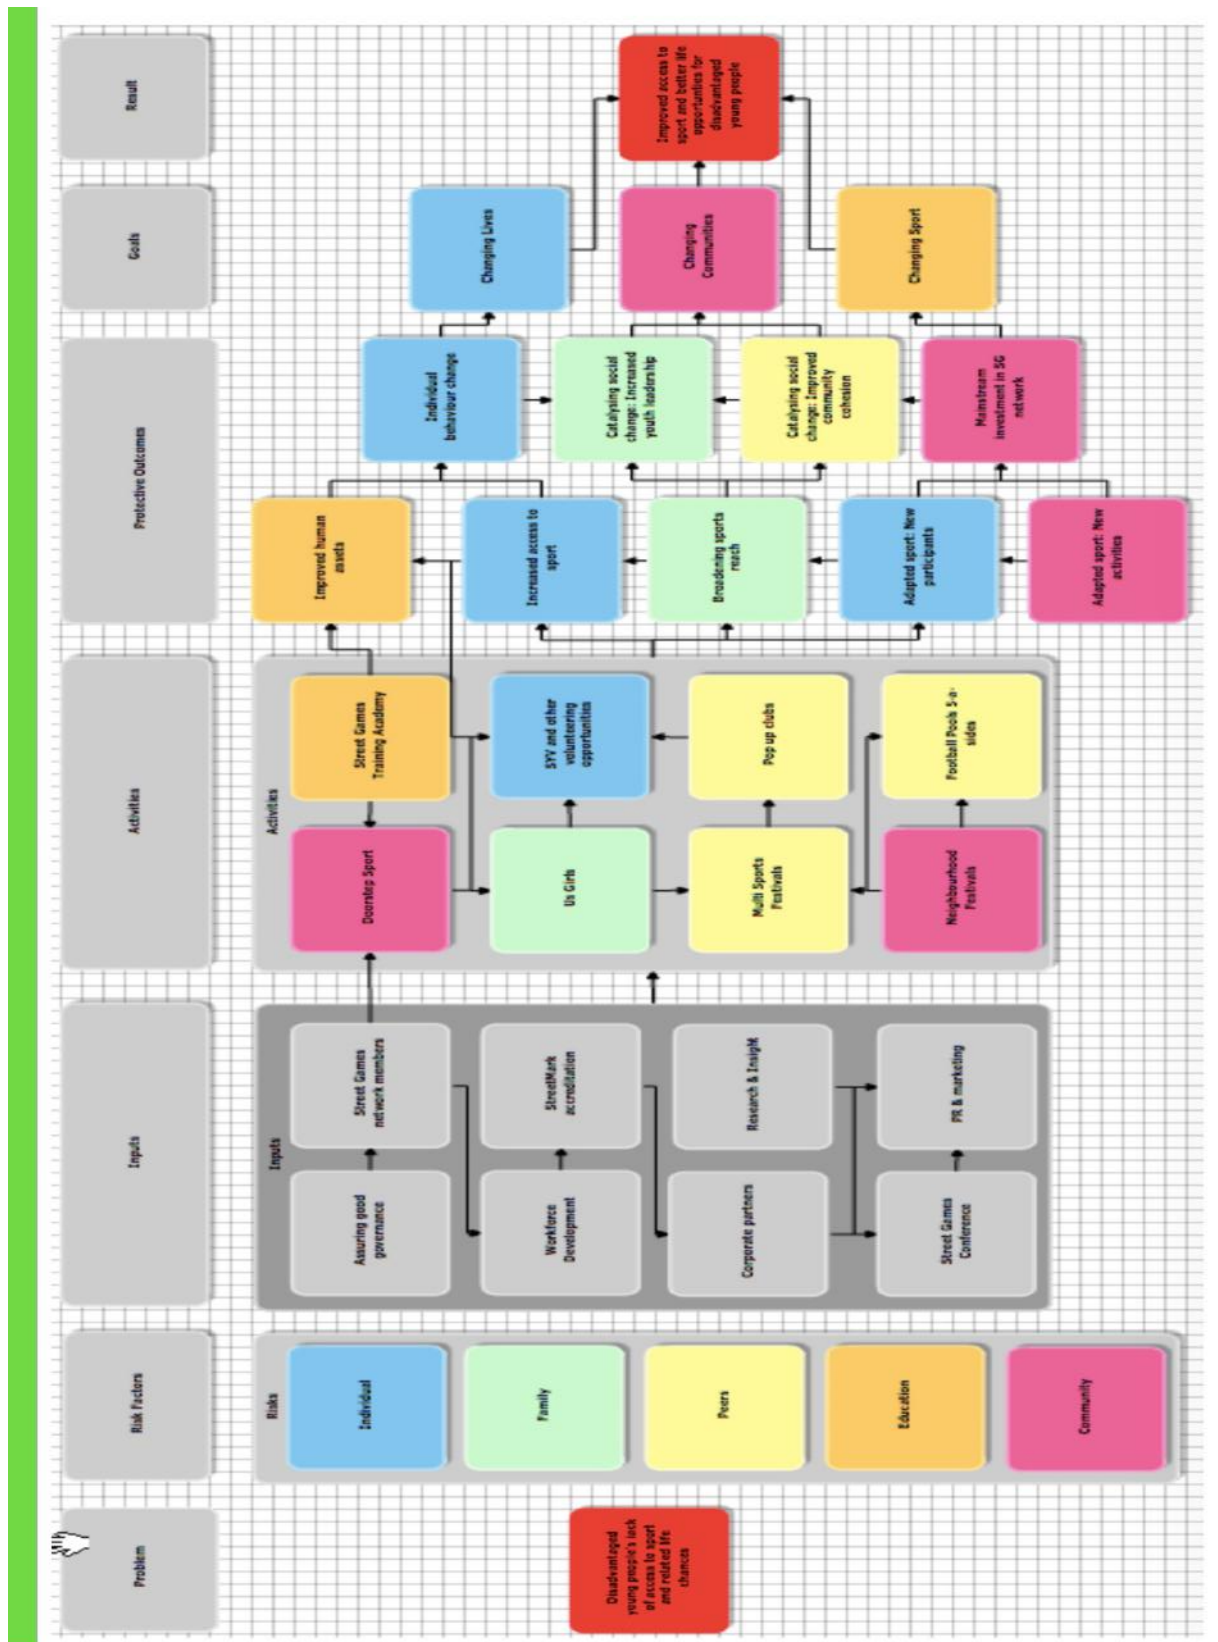 Problem
Risk Factors
Inputs
Activities
Protective Outcomes
Goals
Result
Disadvantaged
young people's lack
of access to sport
and related life
chances
Risks
Individual
Family
Peers
Education
Community
Inputs
Assuring good
governance
Street Games
network members
Workforce
Development
StreetMark
accreditation
Corporate partners
Research & Insight
Street Games
Conference
PR & marketing
Activities
Doorstep Sport
Street Games
Training Academy
Us Girls
SYV and other
volunteering
opportunities
Multi Sports
Festivals
Pop up clubs
Neighbourhood
Festivals
Football Pools 5-a-
sides
Improved human
assets
Increased access to
sport
Broadening sports
reach
Adapted sport: New
participants
Adapted sport: New
activities
Individual
behaviour change
Catalysing social
change: Increased
youth leadership
Catalysing social
change: Improved
community
cohesion
Mainstream
investment in SG
network
Changing Lives
Changing
Communities
Changing Sport
Improved access to
sport and better life
opportunties for
disadvantaged
young people